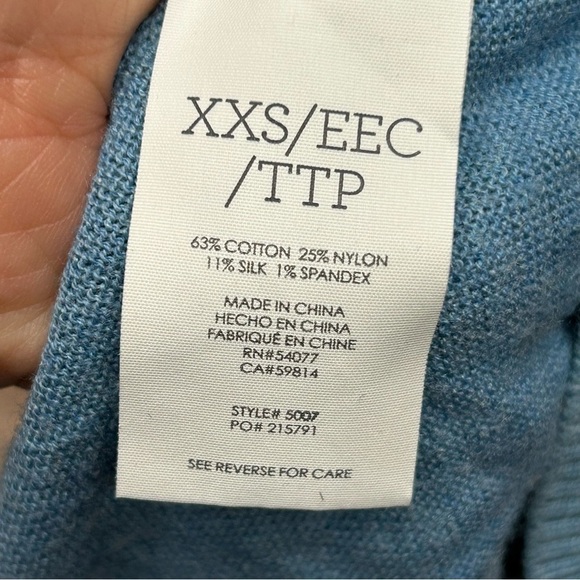 XXS/EEC
/TTP
63% COTTON 25% NYLON
11% SILK 1% SPANDEX
MADE IN CHINA
HECHO EN CHINA
FABRIQUÉ EN CHINE
RN#54077
CA#59814
STYLE# 5007
PO# 215791
SEE REVERSE FOR CARE